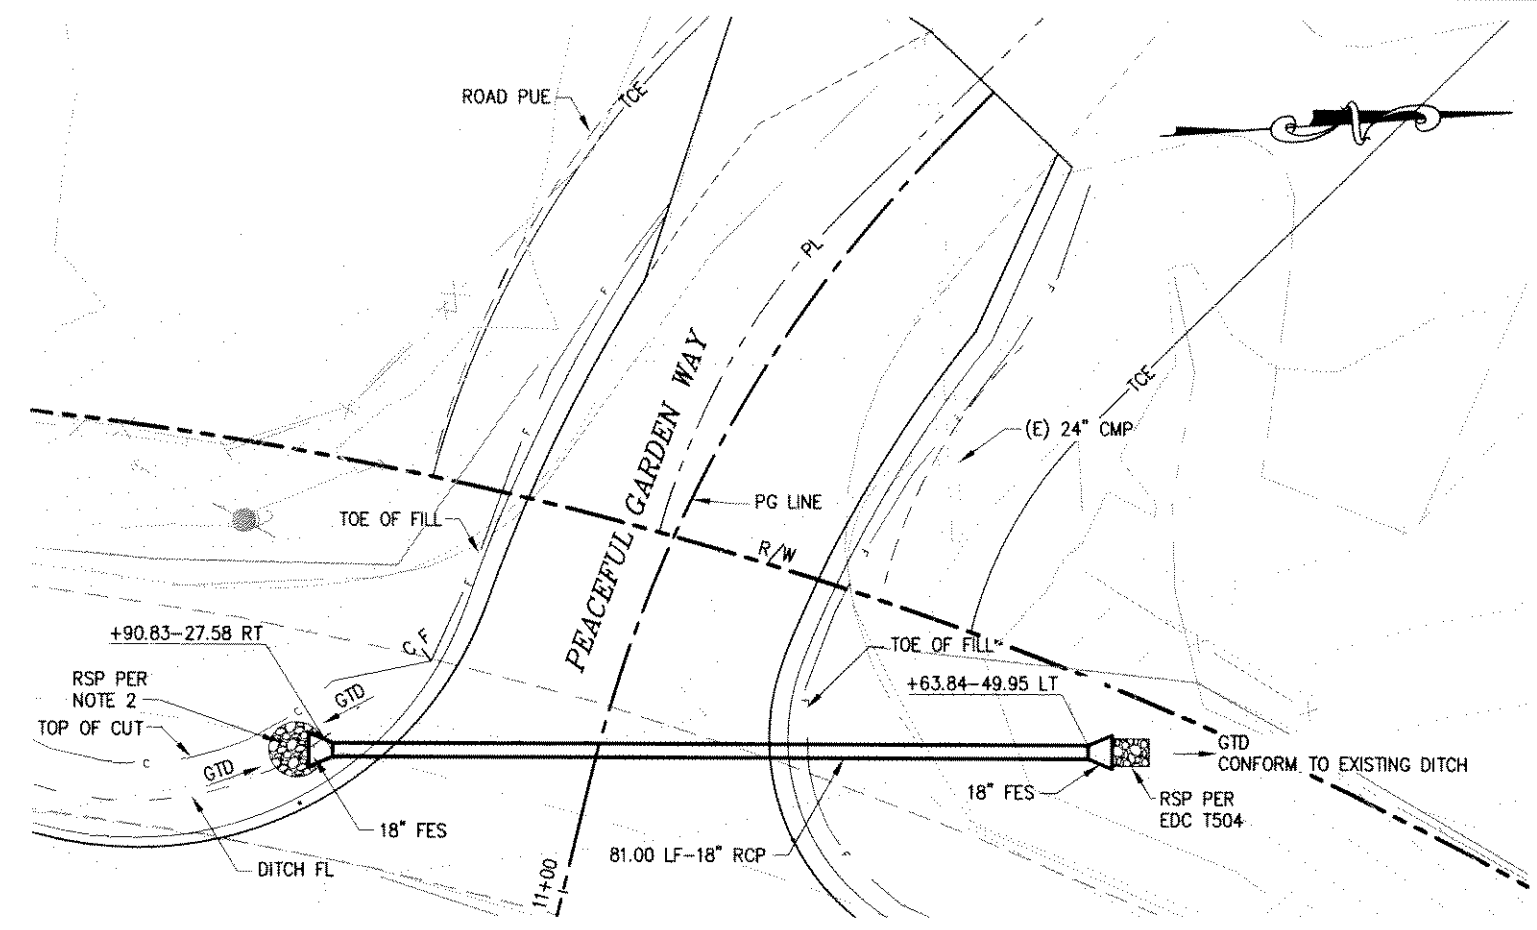 ROAD PUE
TCE
PL
TCE
(E) 24" CMP
PG LINE
PEACEFUL GARDEN WAY
TOE OF FILL
R/W
F
F
F
C F
+90.83-27.58 RT
TOE OF FILL
+63.84-49.95 LT
RSP PER
NOTE 2
GTD
TOP OF CUT
C
C
GTD
GTD
CONFORM TO EXISTING DITCH
18" FES
RSP PER
EDC T504
18" FES
81.00 LF-18" RCP
F
DITCH FL
11+00